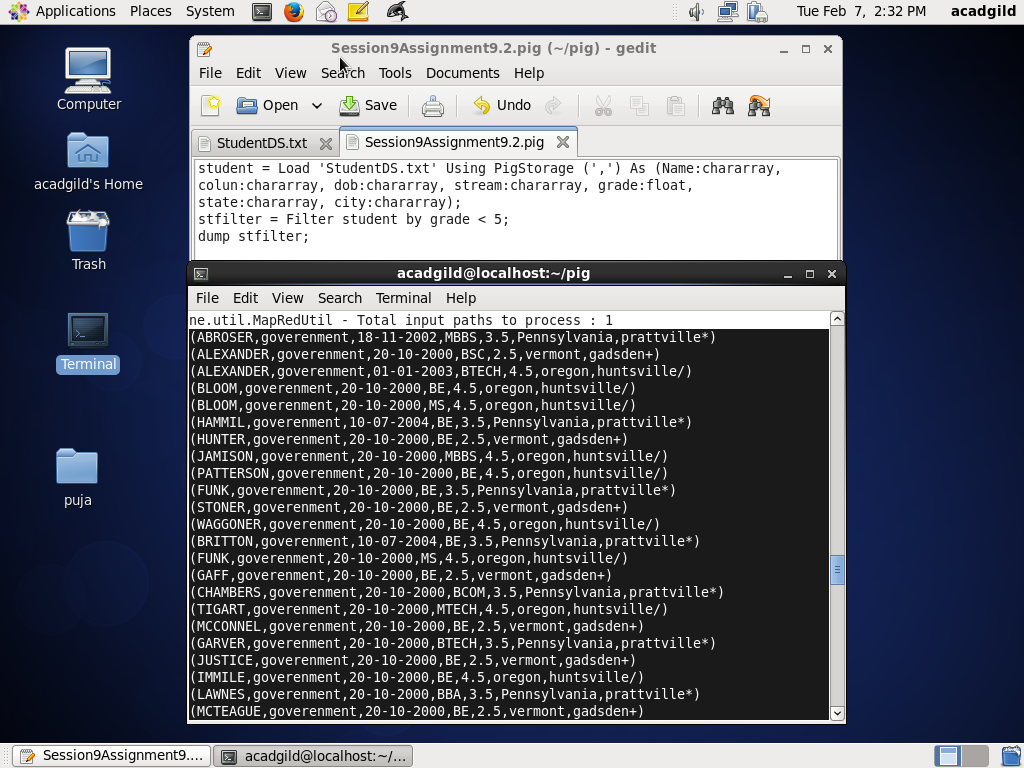 Applications Places System
Tue Feb 7, 2:32 PM acadgild
Computer
acadgild's Home
Trash
Terminal
puja
Session9Assignment9.2.pig (~/pig) - gedit
File Edit View Search Tools Documents Help
Open Save Undo
StudentDS.txt Session9Assignment9.2.pig
student = Load 'StudentDS.txt' Using PigStorage (',') As (Name:chararray,
colun:chararray, dob:chararray, stream:chararray, grade:float,
state:chararray, city:chararray);
stfilter = Filter student by grade < 5;
dump stfilter;
acadgild@localhost:~/pig
File Edit View Search Terminal Help
ne.util.MapRedUtil - Total input paths to process : 1
(ABROSER,goverenment,18-11-2002,MBBS,3.5,Pennsylvania,prattville*)
(ALEXANDER,goverenment,20-10-2000,BSC,2.5,vermont,gadsden+)
(ALEXANDER,goverenment,01-01-2003,BTECH,4.5,oregon,huntsville/)
(BLOOM,goverenment,20-10-2000,BE,4.5,oregon,huntsville/)
(BLOOM,goverenment,20-10-2000,MS,4.5,oregon,huntsville/)
(HAMMIL,goverenment,10-07-2004,BE,3.5,Pennsylvania,prattville*)
(HUNTER,goverenment,20-10-2000,BE,2.5,vermont,gadsden+)
(JAMISON,goverenment,20-10-2000,MBBS,4.5,oregon,huntsville/)
(PATTERSON,goverenment,20-10-2000,BE,4.5,oregon,huntsville/)
(FUNK,goverenment,20-10-2000,BE,3.5,Pennsylvania,prattville*)
(STONER,goverenment,20-10-2000,BE,2.5,vermont,gadsden+)
(WAGGONER,goverenment,20-10-2000,BE,4.5,oregon,huntsville/)
(BRITTON,goverenment,10-07-2004,BE,3.5,Pennsylvania,prattville*)
(FUNK,goverenment,20-10-2000,MS,4.5,oregon,huntsville/)
(GAFF,goverenment,20-10-2000,BE,2.5,vermont,gadsden+)
(CHAMBERS,goverenment,20-10-2000,BCOM,3.5,Pennsylvania,prattville*)
(TIGART,goverenment,20-10-2000,MTECH,4.5,oregon,huntsville/)
(MCCONNEL,goverenment,20-10-2000,BE,2.5,vermont,gadsden+)
(GARVER,goverenment,20-10-2000,BTECH,3.5,Pennsylvania,prattville*)
(JUSTICE,goverenment,20-10-2000,BE,2.5,vermont,gadsden+)
(IMMILE,goverenment,20-10-2000,BE,4.5,oregon,huntsville/)
(LAWNES,goverenment,20-10-2000,BBA,3.5,Pennsylvania,prattville*)
(MCTEAGUE,goverenment,20-10-2000,BE,2.5,vermont,gadsden+)
Session9Assignment9.... acadgild@localhost:~/...